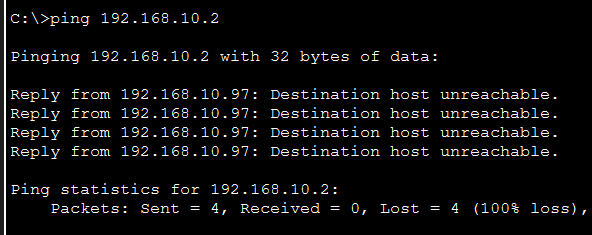 C:\>ping 192.168.10.2
Pinging 192.168.10.2 with 32 bytes of data:
Reply from 192.168.10.97: Destination host unreachable.
Reply from 192.168.10.97: Destination host unreachable.
Reply from 192.168.10.97: Destination host unreachable.
Reply from 192.168.10.97: Destination host unreachable.
Ping statistics for 192.168.10.2:
    Packets: Sent = 4, Received = 0, Lost = 4 (100% loss),